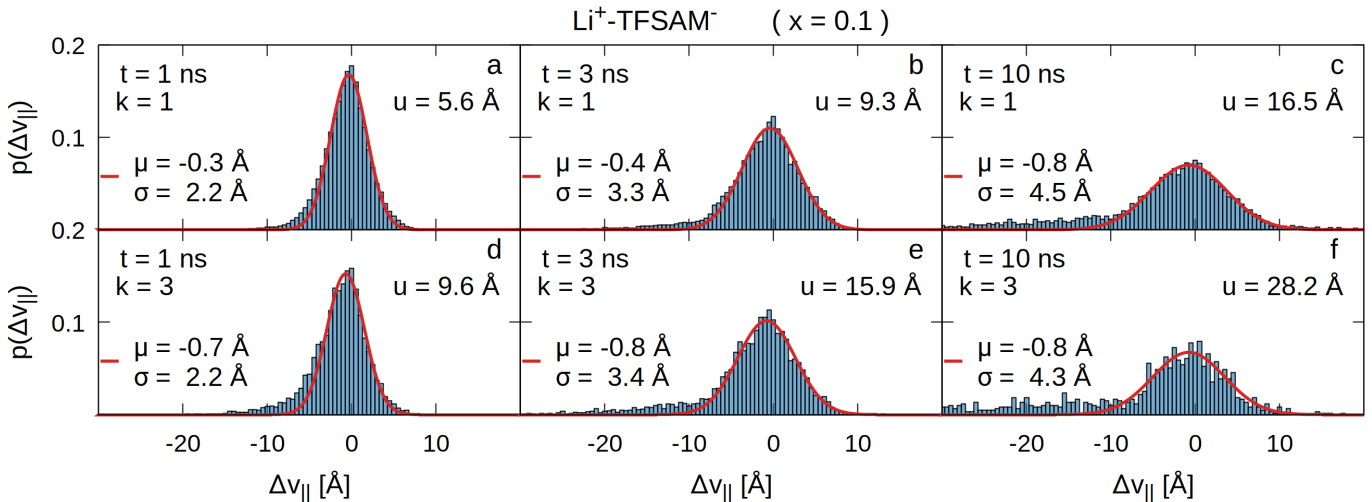 Li⁺-TFSAM⁻ ( x = 0.1 )
p(Δv||)
0.2
0.1
t = 1 ns
k = 1
a
u = 5.6 Å
μ = -0.3 Å
σ = 2.2 Å
t = 3 ns
k = 1
b
u = 9.3 Å
μ = -0.4 Å
σ = 3.3 Å
t = 10 ns
k = 1
c
u = 16.5 Å
μ = -0.8 Å
σ = 4.5 Å
p(Δv||)
0.2
0.1
t = 1 ns
k = 3
d
u = 9.6 Å
μ = -0.7 Å
σ = 2.2 Å
t = 3 ns
k = 3
e
u = 15.9 Å
μ = -0.8 Å
σ = 3.4 Å
t = 10 ns
k = 3
f
u = 28.2 Å
μ = -0.8 Å
σ = 4.3 Å
-20 -10 0 10 -20 -10 0 10 -20 -10 0 10
Δv|| [Å] Δv|| [Å] Δv|| [Å]